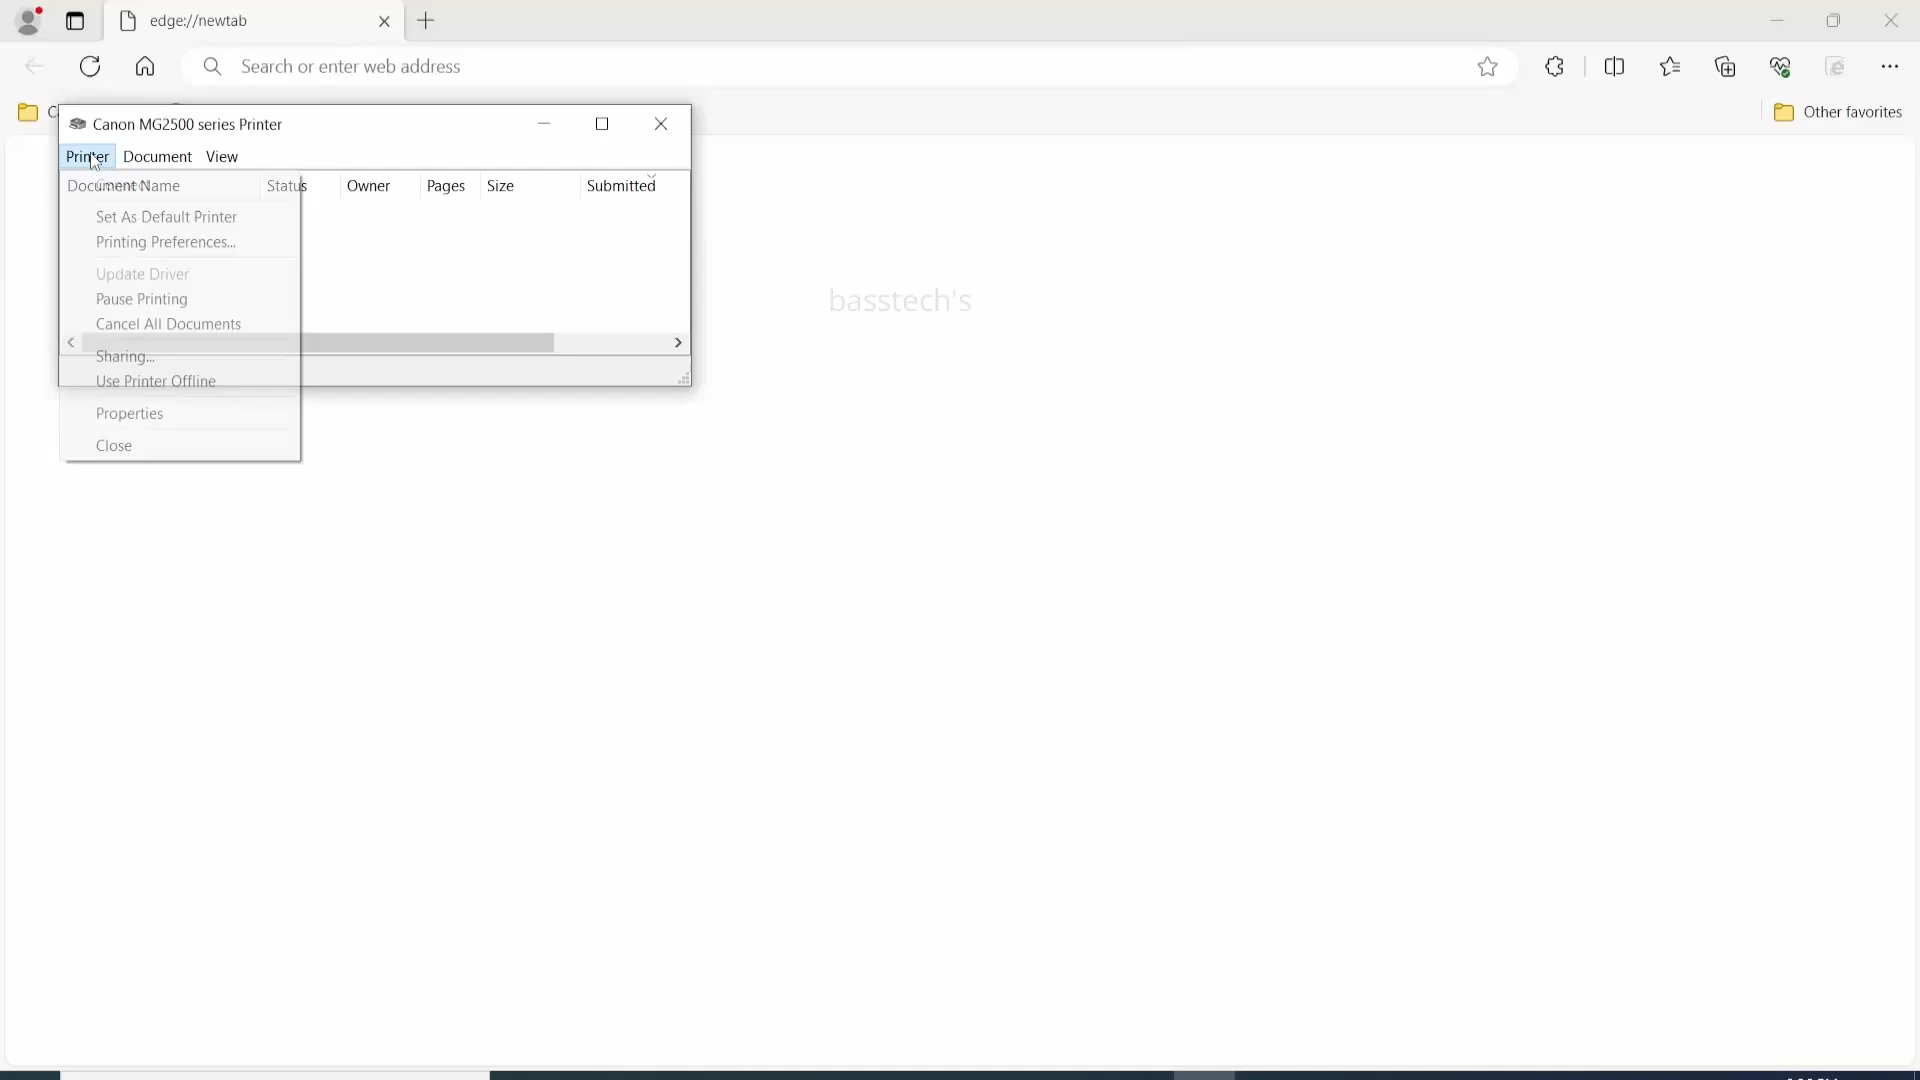 edge://newtab
Search or enter web address
Other favorites
Canon MG2500 series Printer
Printer Document View
Document Name Status Owner Pages Size Submitted
Connect
Set As Default Printer
Printing Preferences...
Update Driver
Pause Printing
Cancel All Documents
Sharing...
Use Printer Offline
Properties
Close
basstech's